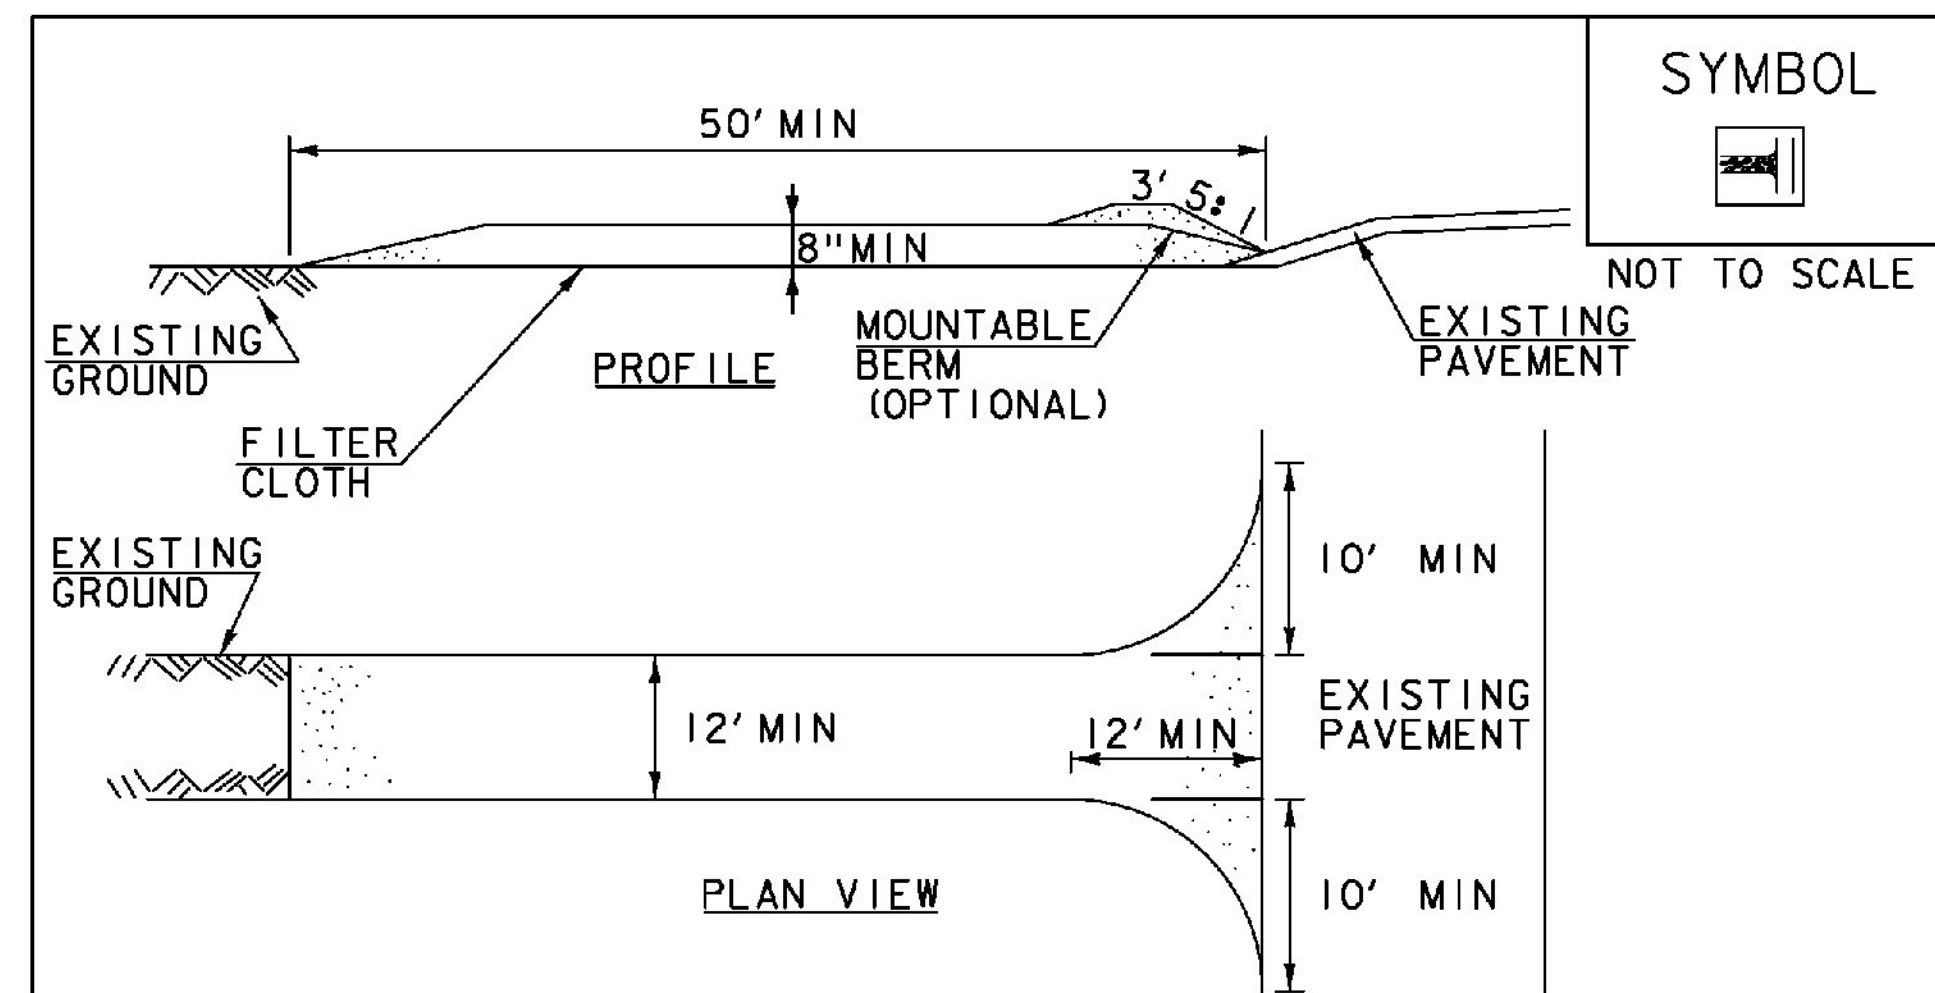 SYMBOL
NOT TO SCALE
50' MIN
3' 5:1
8" MIN
EXISTING
GROUND
FILTER
CLOTH
PROFILE
MOUNTABLE
BERM
(OPTIONAL)
EXISTING
PAVEMENT
EXISTING
GROUND
10' MIN
12' MIN
12' MIN
EXISTING
PAVEMENT
10' MIN
PLAN VIEW